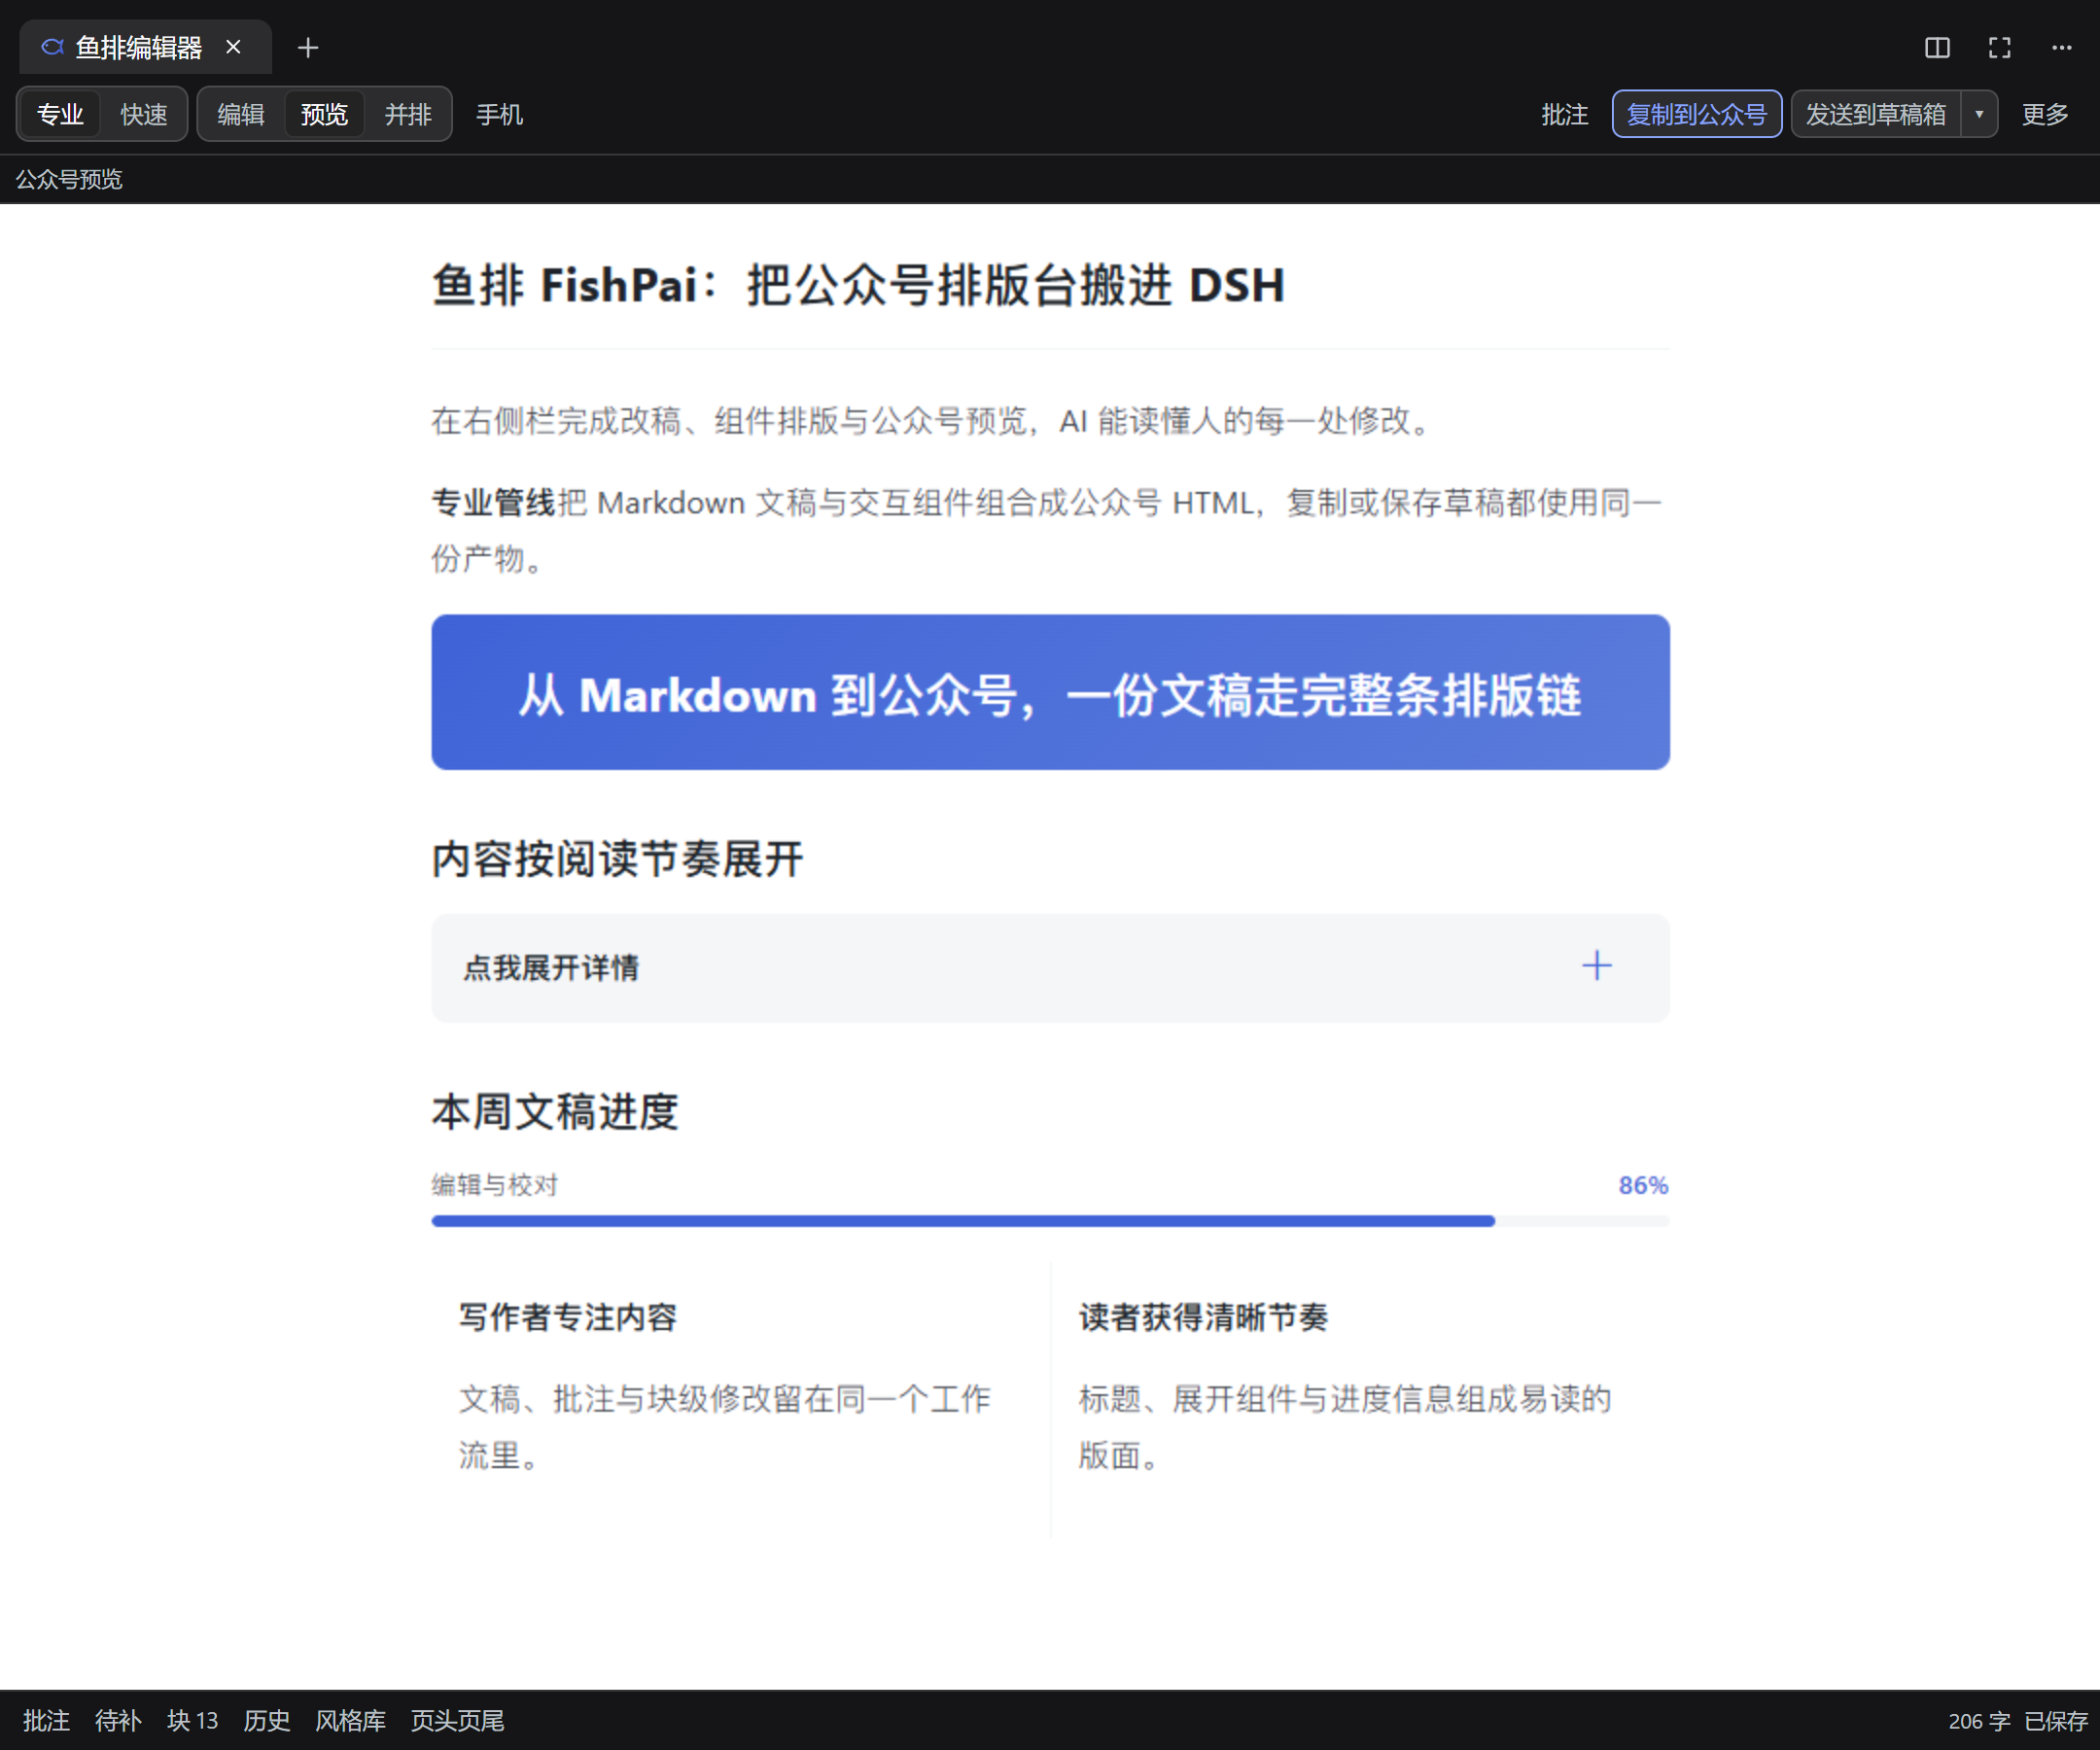 鱼排编辑器
专业 快速 编辑 预览 并排 手机 批注 复制到公众号 发送到草稿箱 更多
公众号预览
鱼排 FishPai：把公众号排版台搬进 DSH
在右侧栏完成改稿、组件排版与公众号预览，AI 能读懂人的每一处修改。
专业管线把 Markdown 文稿与交互组件组合成公众号 HTML，复制或保存草稿都使用同一
份产物。
从 Markdown 到公众号，一份文稿走完整条排版链
内容按阅读节奏展开
点我展开详情
本周文稿进度
编辑与校对 86%
写作者专注内容
文稿、批注与块级修改留在同一个工作
流里。
读者获得清晰节奏
标题、展开组件与进度信息组成易读的
版面。
批注 待补 块 13 历史 风格库 页头页尾 206 字 已保存